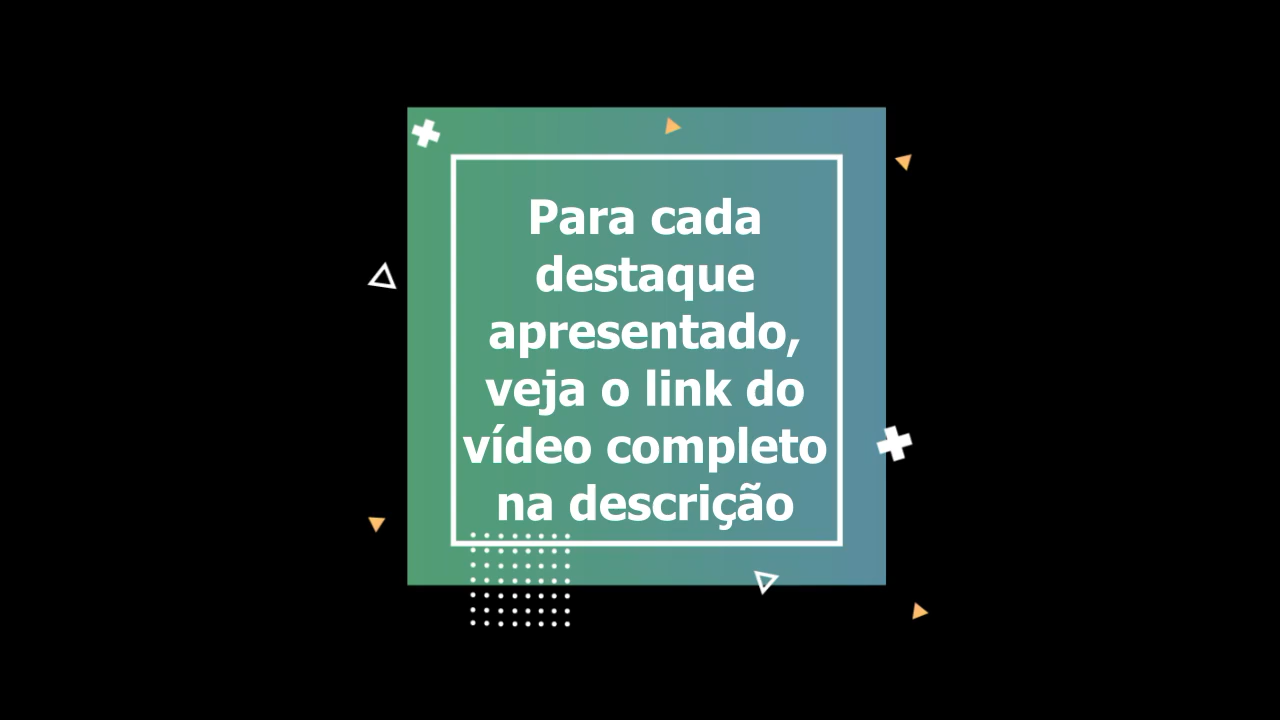 Para cada
destaque
apresentado,
veja o link do
vídeo completo
na descrição